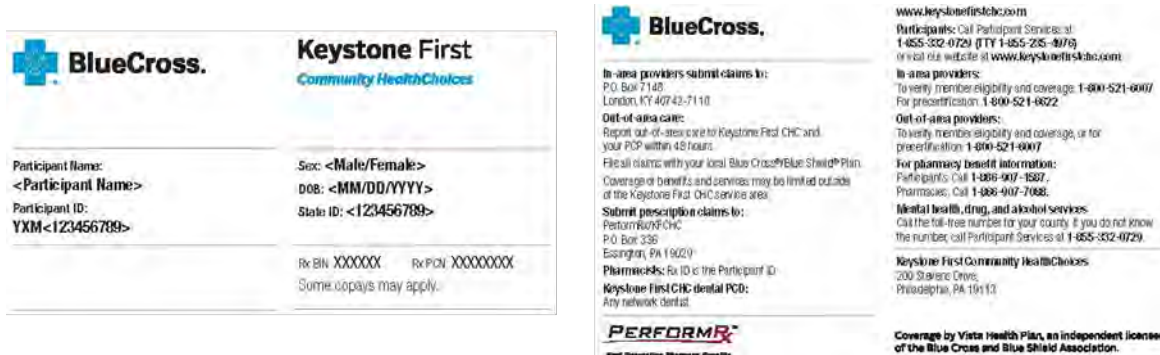 BlueCross.
Keystone First
Community HealthChoices
Participant Name:
<Participant Name>
Participant ID:
YXM<123456789>
Sex: <Male/Female>
DOB: <MM/DD/YYYY>
State ID: <123456789>
Rx BIN XXXXXX Rx PCN XXXXXXXX
Some copays may apply.
BlueCross.
In-area providers submit claims to:
P.O. Box 7148
London, KY 40742-7118
Out-of-area care:
Report out-of-area care to Keystone First CHC and
your PCP within 48 hours.
File all claims with your local Blue Cross®/Blue Shield® Plan.
Coverage of benefits and services may be limited outside
of the Keystone First CHC service area.
Submit prescription claims to:
PerformRx/KFCHC
P.O. Box 336
Essington, PA 19029
Pharmacists: Rx ID is the Participant ID
Keystone First CHC dental PCD:
Any network dentist
PERFORMRx℠
www.keystonefirstchc.com
Participants: Call Participant Services at
1-855-332-0729 (TTY 1-855-235-4976)
or visit our website at www.keystonefirstchc.com
In-area providers:
To verify member eligibility and coverage: 1-800-521-6007
For precertification: 1-800-521-6622
Out-of-area providers:
To verify member eligibility and coverage, or for
precertification: 1-800-521-6007
For pharmacy benefit information:
Participants: Call 1-866-907-1587.
Pharmacies: Call 1-866-907-7088.
Mental health, drug, and alcohol services
Call the toll-free number for your county. If you do not know
the number, call Participant Services at 1-855-332-0729.
Keystone First Community HealthChoices
200 Stevens Drive,
Philadelphia, PA 19113
Coverage by Vista Health Plan, an independent licensee
of the Blue Cross and Blue Shield Association.